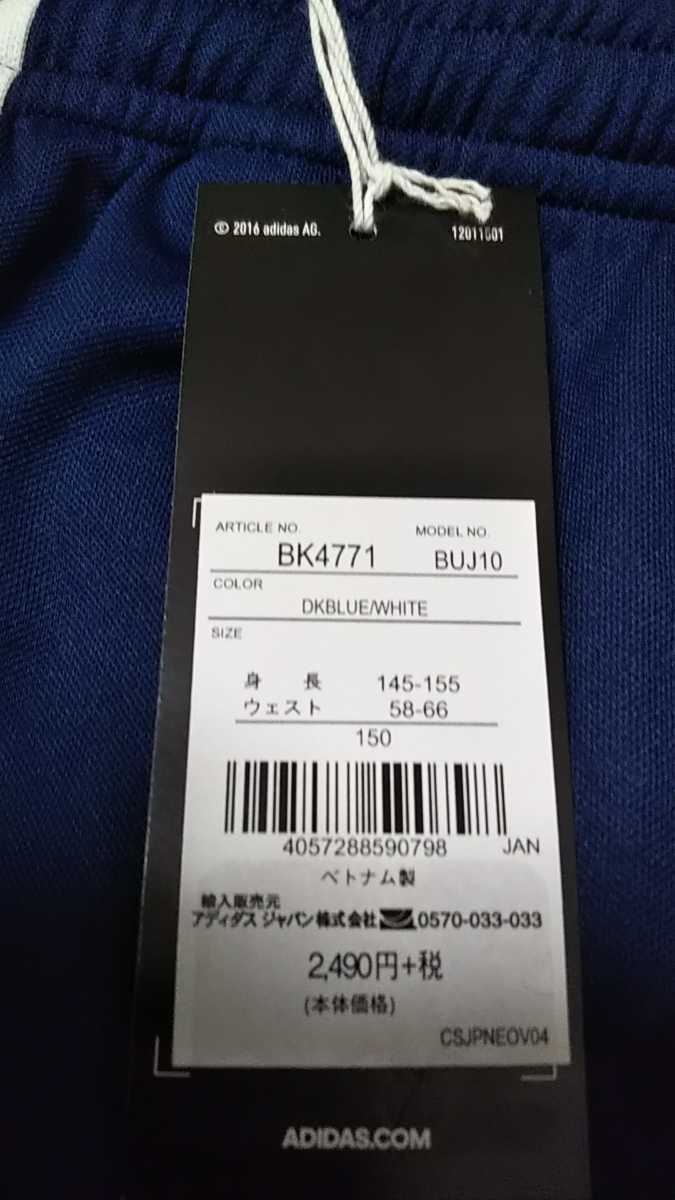 © 2016 adidas AG.
12011501
ARTICLE NO.
MODEL NO.
BK4771
BUJ10
COLOR
DKBLUE/WHITE
SIZE
身 長 145-155
ウェスト 58-66
150
4057288590798 JAN
ベトナム製
輸入販売元
アディダス ジャパン株式会社 0570-033-033
2,490円+税
(本体価格)
CSJPNEOV04
ADIDAS.COM